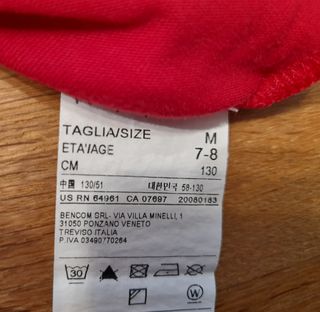 TAGLIA/SIZE M
ETA'/AGE 7-8
CM 130
中国 130/51 대한민국 58-130
US RN 64961 CA 07697 20080183
BENCOM SRL- VIA VILLA MINELLI, 1
31050 PONZANO VENETO
TREVISO ITALIA
P.IVA 03490770264
30
W